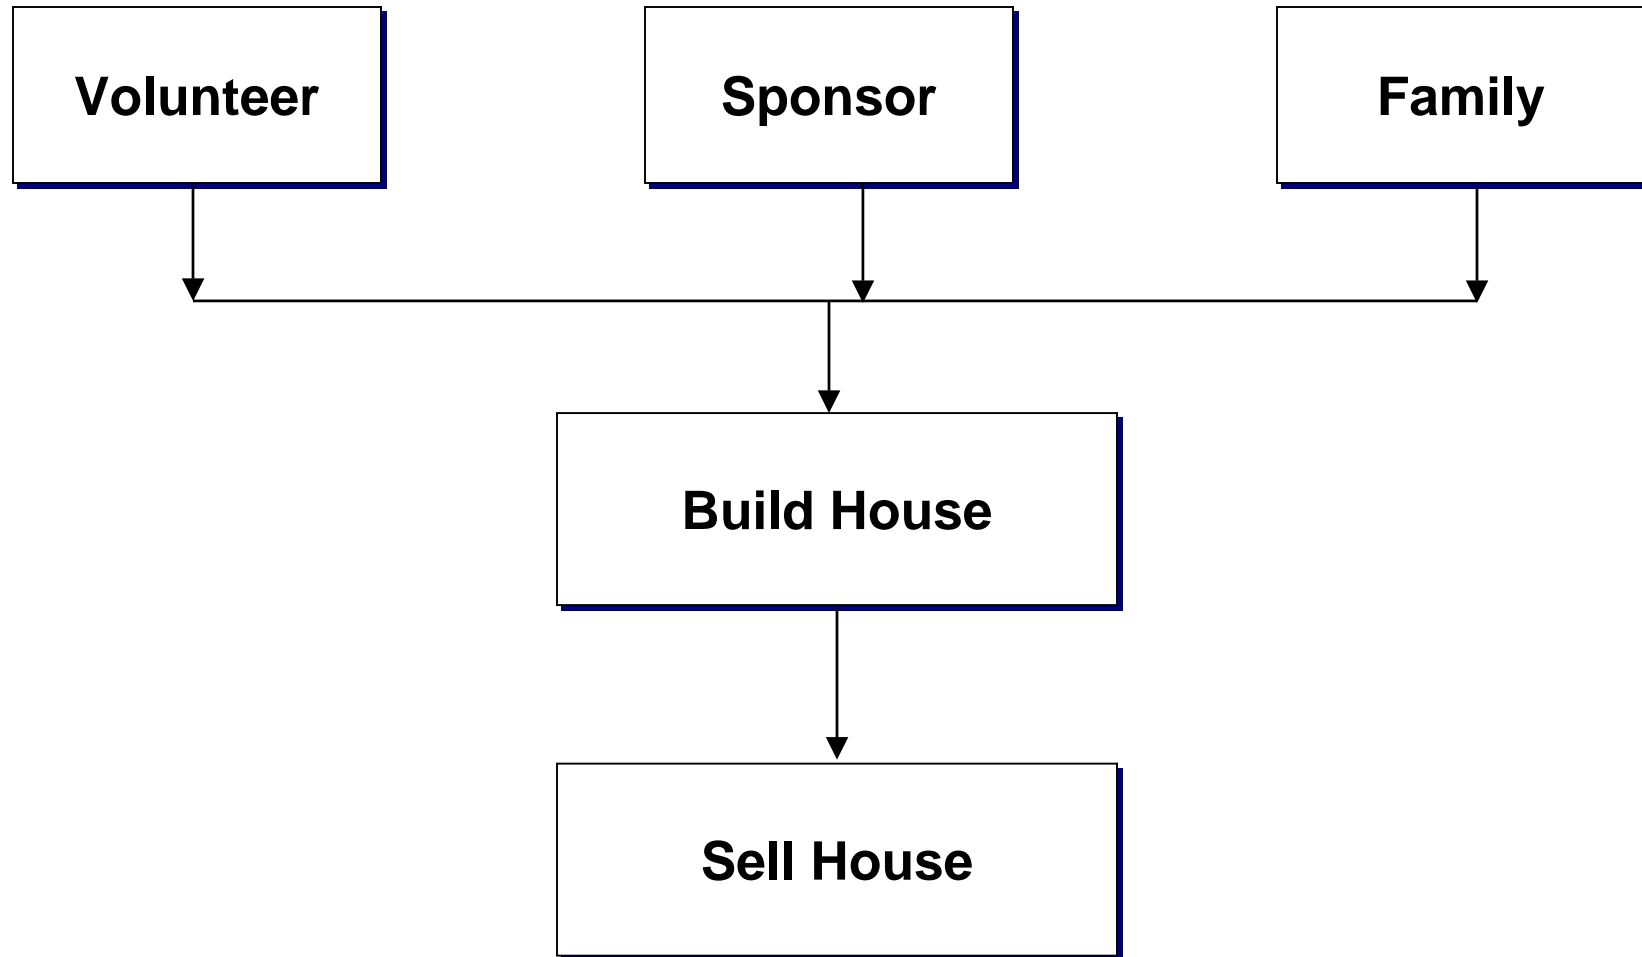 Volunteer
Sponsor
Family
Build House
Sell House